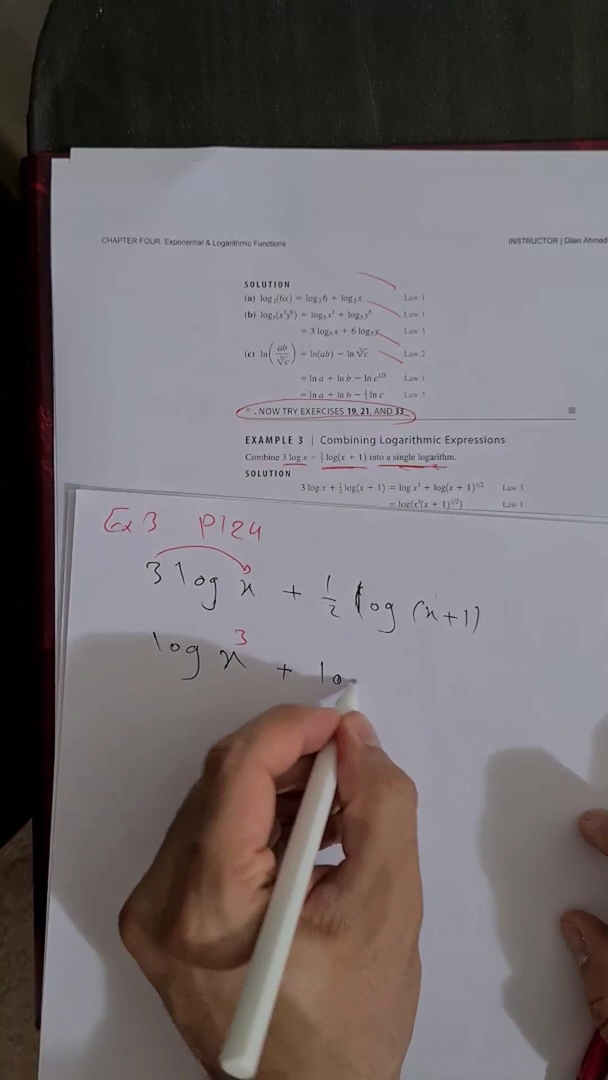 CHAPTER FOUR: Exponential & Logarithmic Functions INSTRUCTOR | Dilan Ahmed
SOLUTION
(a) log₂(6x) = log₂6 + log₂x Law 1
(b) log₅(x³y⁶) = log₅x³ + log₅y⁶ Law 1
= 3 log₅x + 6 log₅y Law 3
(c) ln(ab/∛c) = ln(ab) − ln ∛c Law 2
= ln a + ln b − ln c^(1/3) Law 1
= ln a + ln b − 1/3 ln c Law 3
NOW TRY EXERCISES 19, 21, AND 33
EXAMPLE 3 | Combining Logarithmic Expressions
Combine 3 log x + ½ log(x + 1) into a single logarithm.
SOLUTION
3 log x + ½ log(x + 1) = log x³ + log(x + 1)^(1/2) Law 3
= log(x³(x + 1)^(1/2)) Law 1
Ex 3 P124
3 log x + 1/2 log (x+1)
log x³ + lo